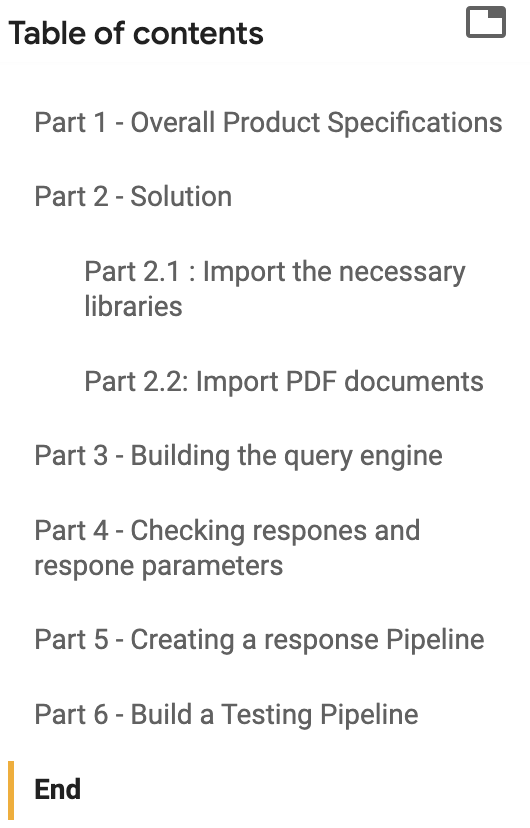 Table of contents
Part 1 - Overall Product Specifications
Part 2 - Solution
Part 2.1 : Import the necessary
libraries
Part 2.2: Import PDF documents
Part 3 - Building the query engine
Part 4 - Checking respones and
respone parameters
Part 5 - Creating a response Pipeline
Part 6 - Build a Testing Pipeline
End